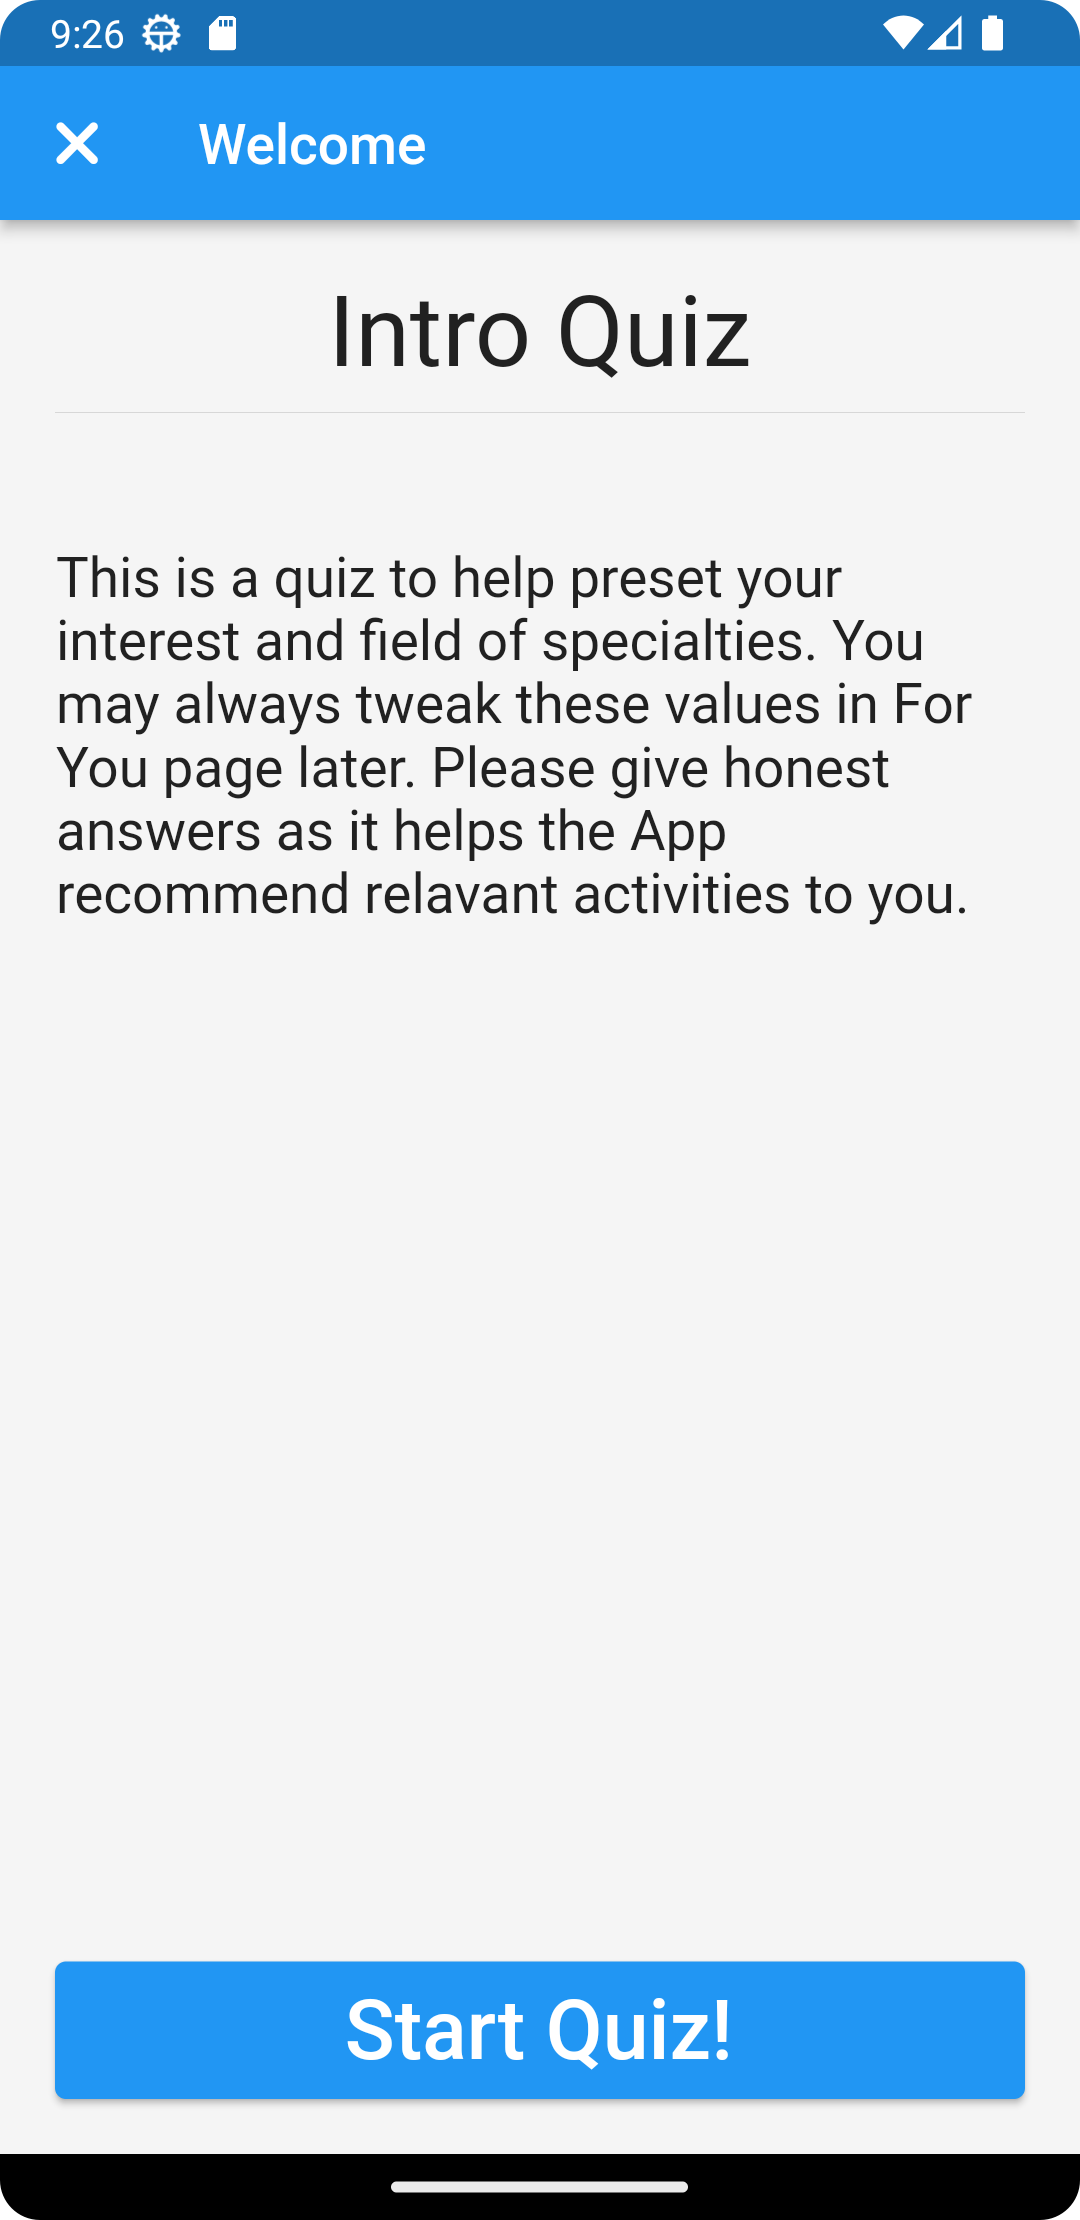 9:26
Welcome
Intro Quiz
This is a quiz to help preset your
interest and field of specialties. You
may always tweak these values in For
You page later. Please give honest
answers as it helps the App
recommend relavant activities to you.
Start Quiz!